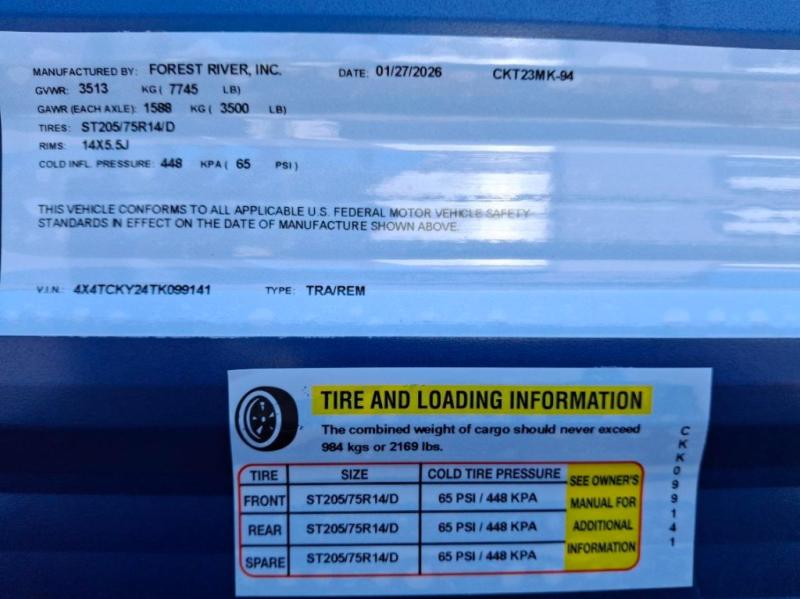 MANUFACTURED BY: FOREST RIVER, INC. DATE: 01/27/2026 CKT23MK-94
GVWR: 3513 KG ( 7745 LB)
GAWR (EACH AXLE): 1588 KG ( 3500 LB)
TIRES: ST205/75R14/D
RIMS: 14X5.5J
COLD INFL. PRESSURE: 448 KPA ( 65 PSI )
THIS VEHICLE CONFORMS TO ALL APPLICABLE U.S. FEDERAL MOTOR VEHICLE SAFETY
STANDARDS IN EFFECT ON THE DATE OF MANUFACTURE SHOWN ABOVE.
V.I.N.: 4X4TCKY24TK099141 TYPE: TRA/REM
TIRE AND LOADING INFORMATION
The combined weight of cargo should never exceed
984 kgs or 2169 lbs.
TIRE SIZE COLD TIRE PRESSURE
FRONT ST205/75R14/D 65 PSI / 448 KPA
REAR ST205/75R14/D 65 PSI / 448 KPA
SPARE ST205/75R14/D 65 PSI / 448 KPA
SEE OWNER'S
MANUAL FOR
ADDITIONAL
INFORMATION
CKK099141